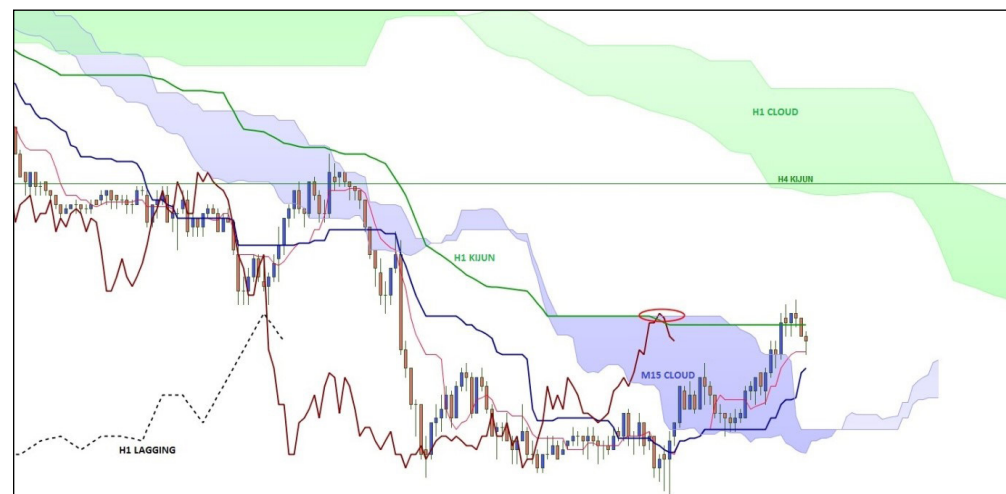 H1 CLOUD
H4 KIJUN
H1 KIJUN
M15 CLOUD
H1 LAGGING